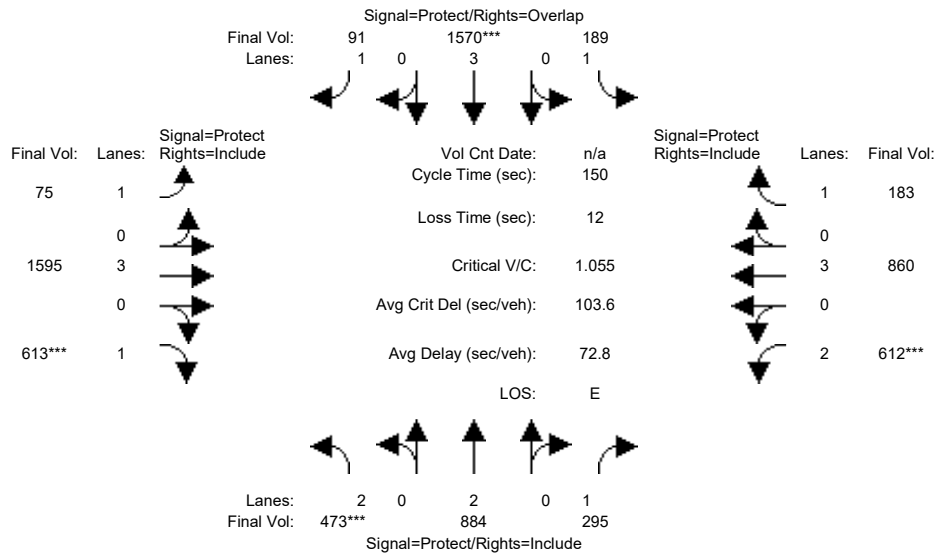 Signal=Protect/Rights=Overlap
Final Vol: 91 1570*** 189
Lanes: 1 0 3 0 1
Signal=Protect Signal=Protect
Final Vol: Lanes: Rights=Include Vol Cnt Date: n/a Rights=Include Lanes: Final Vol:
Cycle Time (sec): 150
75 1 1 183
Loss Time (sec): 12
0 0
1595 3 Critical V/C: 1.055 3 860
0 Avg Crit Del (sec/veh): 103.6 0
613*** 1 Avg Delay (sec/veh): 72.8 2 612***
LOS: E
Lanes: 2 0 2 0 1
Final Vol: 473*** 884 295
Signal=Protect/Rights=Include